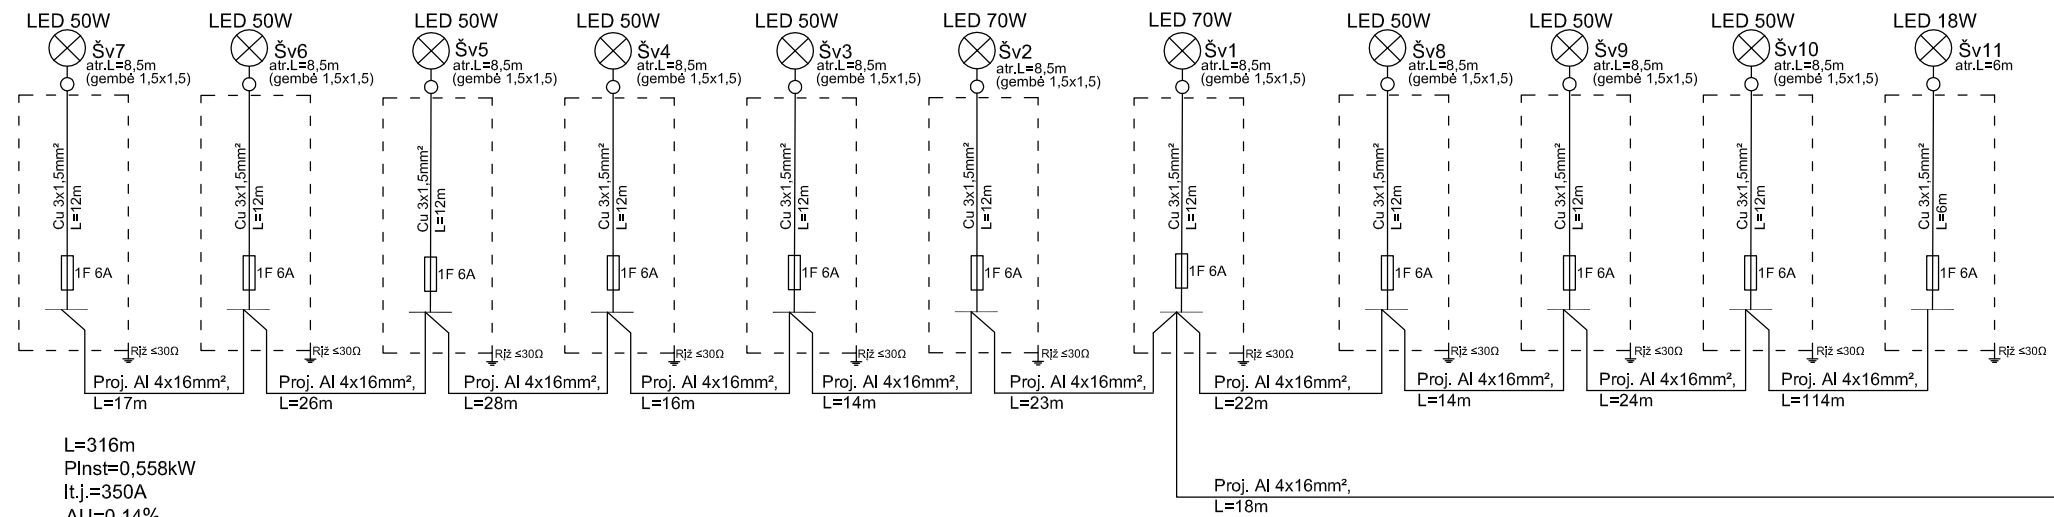 LED 50W
Šv7
atr.L=8,5m
(gembė 1,5x1,5)
Cu 3x1,5mm²
L=12m
1F 6A
Rįž ≤30Ω
LED 50W
Šv6
atr.L=8,5m
(gembė 1,5x1,5)
Cu 3x1,5mm²
L=12m
1F 6A
Rįž ≤30Ω
LED 50W
Šv5
atr.L=8,5m
(gembė 1,5x1,5)
Cu 3x1,5mm²
L=12m
1F 6A
Rįž ≤30Ω
LED 50W
Šv4
atr.L=8,5m
(gembė 1,5x1,5)
Cu 3x1,5mm²
L=12m
1F 6A
Rįž ≤30Ω
LED 50W
Šv3
atr.L=8,5m
(gembė 1,5x1,5)
Cu 3x1,5mm²
L=12m
1F 6A
Rįž ≤30Ω
LED 70W
Šv2
atr.L=8,5m
(gembė 1,5x1,5)
Cu 3x1,5mm²
L=12m
1F 6A
Rįž ≤30Ω
LED 70W
Šv1
atr.L=8,5m
(gembė 1,5x1,5)
Cu 3x1,5mm²
L=12m
1F 6A
Rįž ≤30Ω
LED 50W
Šv8
atr.L=8,5m
(gembė 1,5x1,5)
Cu 3x1,5mm²
L=12m
1F 6A
Rįž ≤30Ω
LED 50W
Šv9
atr.L=8,5m
(gembė 1,5x1,5)
Cu 3x1,5mm²
L=12m
1F 6A
Rįž ≤30Ω
LED 50W
Šv10
atr.L=8,5m
(gembė 1,5x1,5)
Cu 3x1,5mm²
L=12m
1F 6A
Rįž ≤30Ω
LED 18W
Šv11
atr.L=6m
Cu 3x1,5mm²
L=6m
1F 6A
Rįž ≤30Ω
Proj. Al 4x16mm²,
L=17m
Proj. Al 4x16mm²,
L=26m
Proj. Al 4x16mm²,
L=28m
Proj. Al 4x16mm²,
L=16m
Proj. Al 4x16mm²,
L=14m
Proj. Al 4x16mm²,
L=23m
Proj. Al 4x16mm²,
L=22m
Proj. Al 4x16mm²,
L=14m
Proj. Al 4x16mm²,
L=24m
Proj. Al 4x16mm²,
L=114m
Proj. Al 4x16mm²,
L=18m
L=316m
PInst=0,558kW
It.j.=350A
ΔU=0,14%